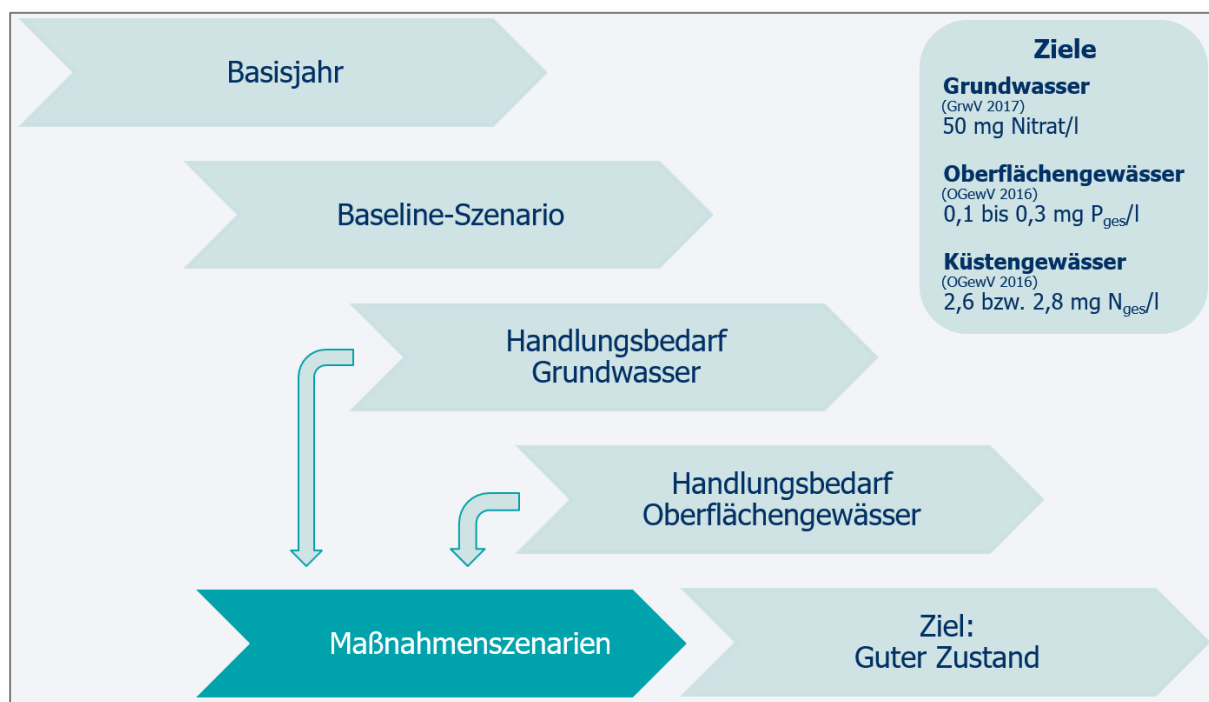 Basisjahr
Baseline-Szenario
Handlungsbedarf
Grundwasser
Handlungsbedarf
Oberflächengewässer
Maßnahmenszenarien
Ziel:
Guter Zustand
Ziele
Grundwasser
(GrwV 2017)
50 mg Nitrat/l
Oberflächengewässer
(OGewV 2016)
0,1 bis 0,3 mg Pges/l
Küstengewässer
(OGewV 2016)
2,6 bzw. 2,8 mg Nges/l